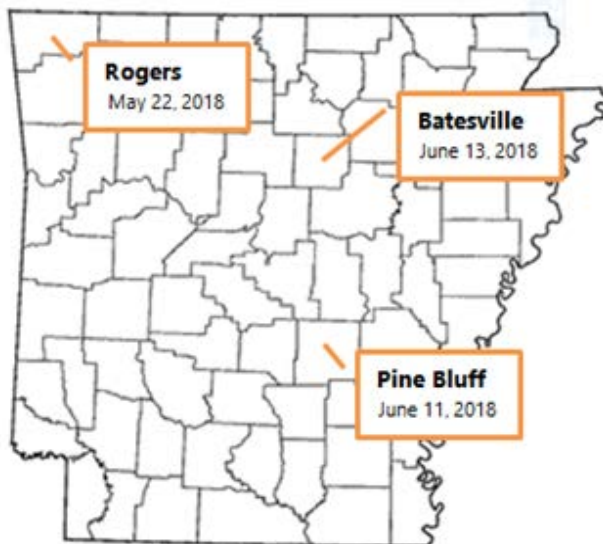 Rogers
May 22, 2018
Batesville
June 13, 2018
Pine Bluff
June 11, 2018